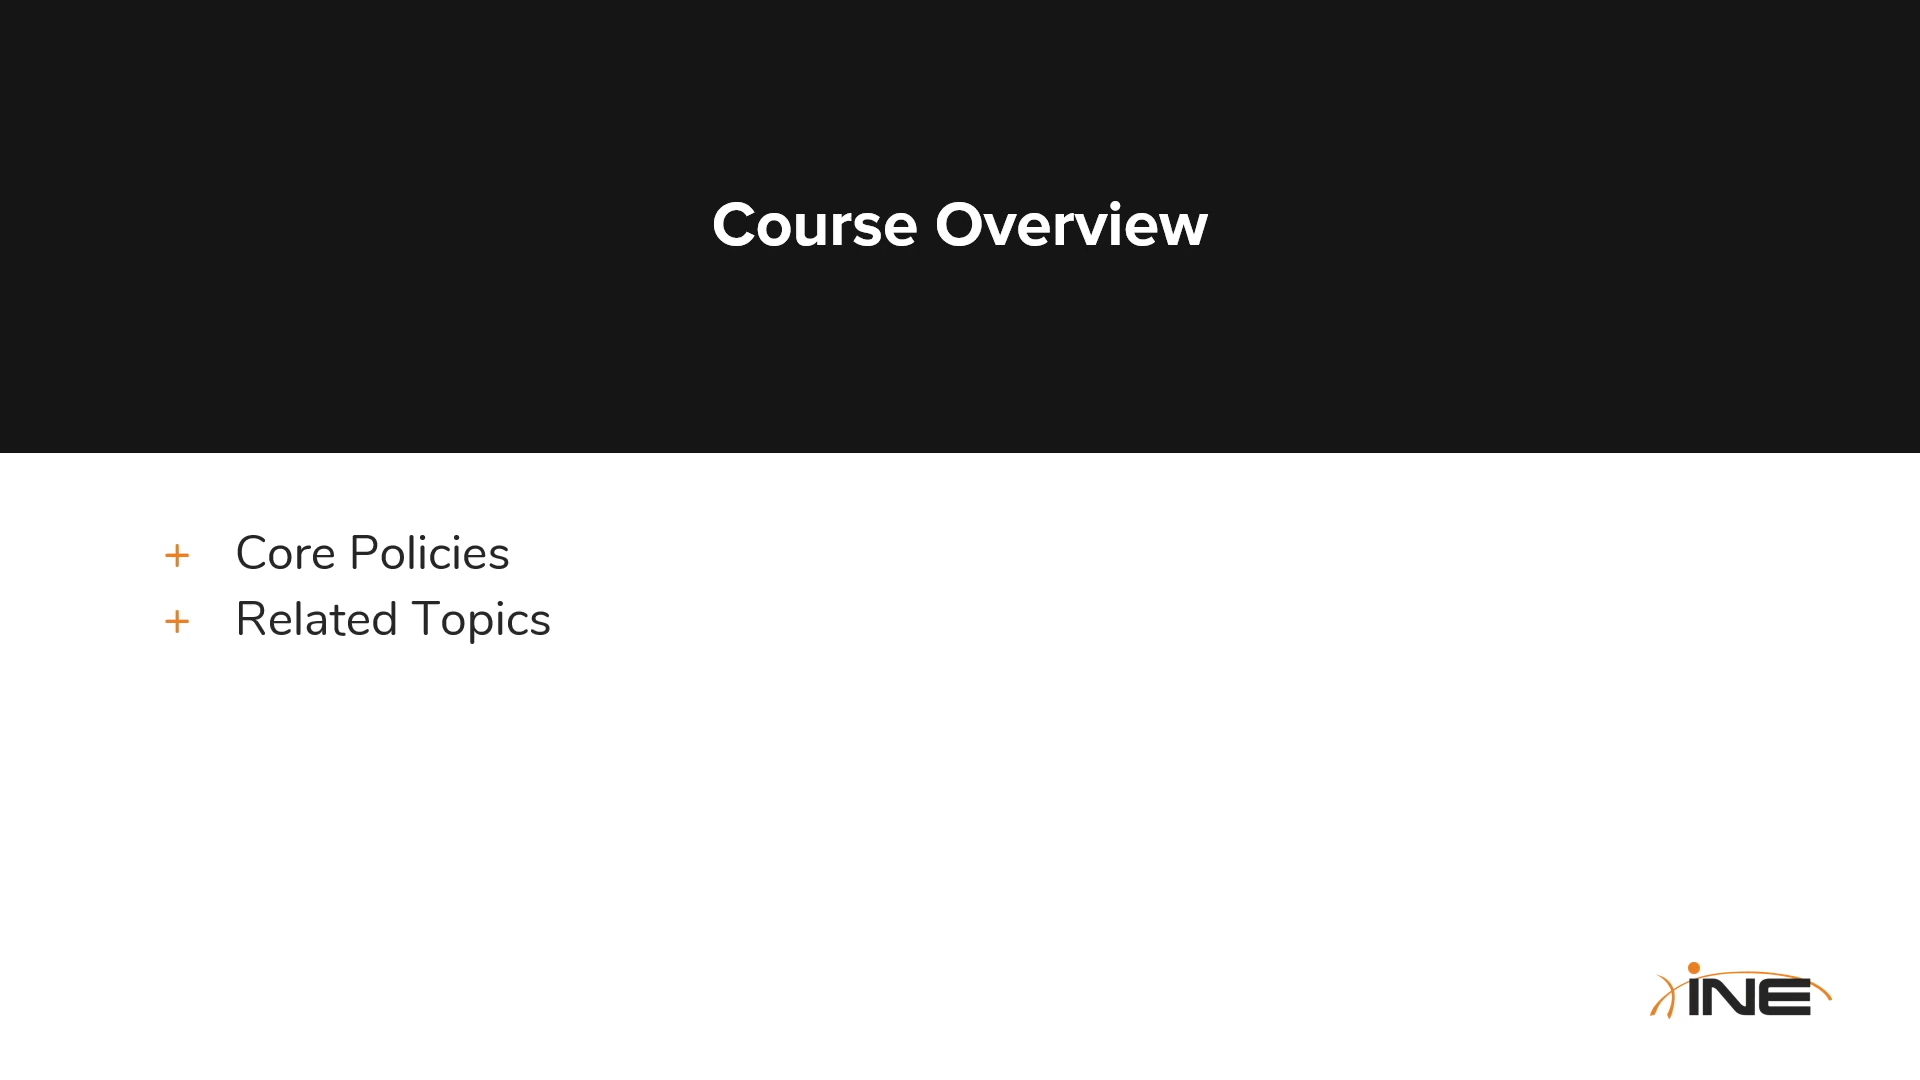 Course Overview
+ Core Policies
+ Related Topics
iNE